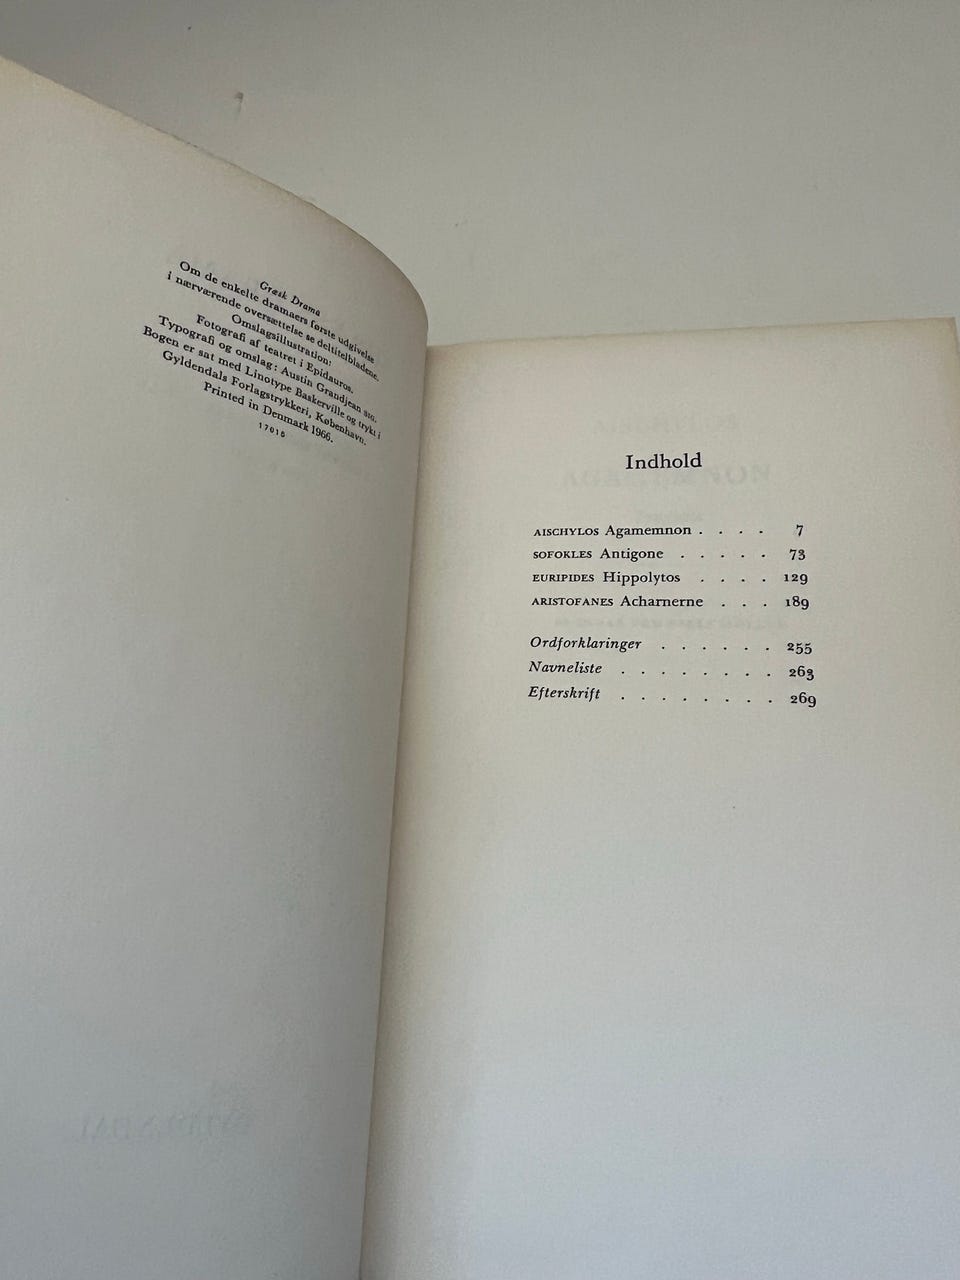 Græsk Drama
Om de enkelte dramaers første udgivelse
i nærværende oversættelse se deltitelbladene.
Omslagsillustration:
Fotografi af teatret i Epidauros.
Typografi og omslag: Austin Grandjean
Bogen er sat med Linotype Baskerville og trykt i
Gyldendals Forlagstrykkeri, København.
Printed in Denmark 1966.
17016
Indhold
AISCHYLOS Agamemnon . . . . 7
SOFOKLES Antigone . . . . . 73
EURIPIDES Hippolytos . . . . 129
ARISTOFANES Acharnerne . . . 189
Ordforklaringer . . . . . . 255
Navneliste . . . . . . . . 263
Efterskrift . . . . . . . . 269